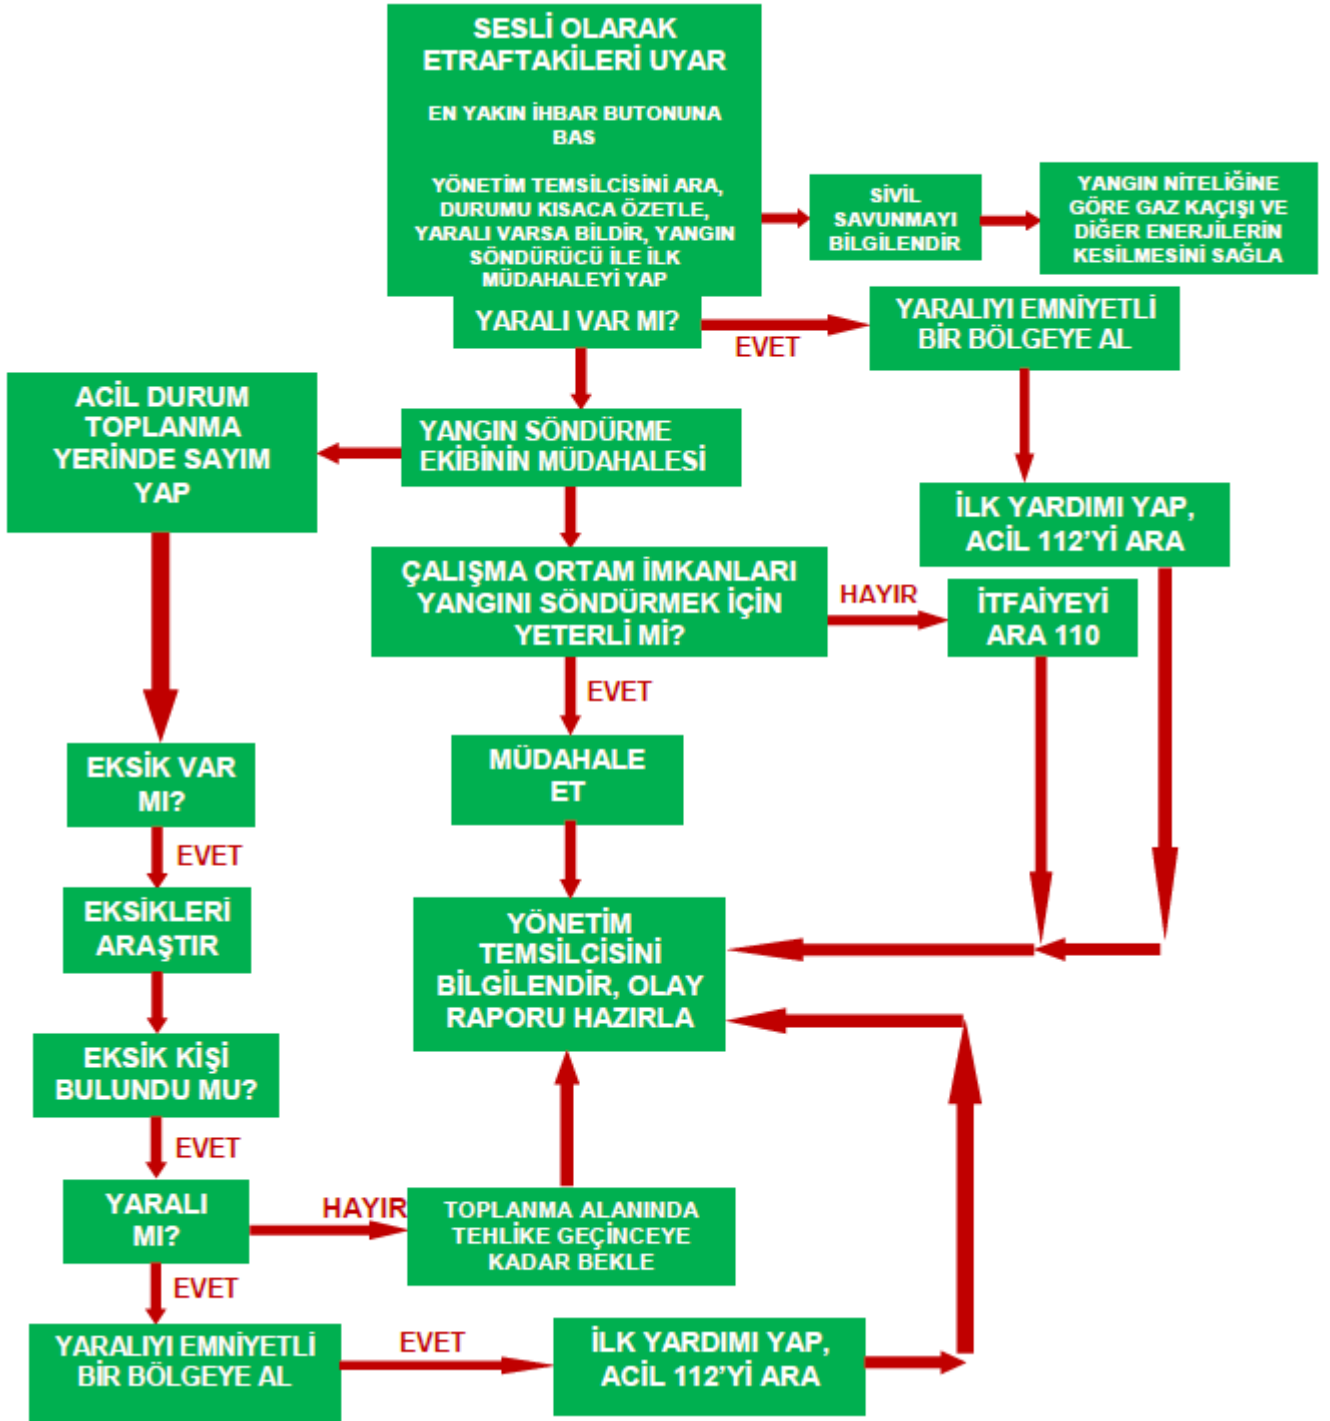 SESLİ OLARAK
ETRAFTAKİLERİ UYAR
EN YAKIN İHBAR BUTONUNA
BAS
YÖNETİM TEMSİLCİSİNİ ARA,
DURUMU KISACA ÖZETLE,
YARALI VARSA BİLDİR, YANGIN
SÖNDÜRÜCÜ İLE İLK
MÜDAHALEYİ YAP
SİVİL
SAVUNMAYI
BİLGİLENDİR
YANGIN NİTELİĞİNE
GÖRE GAZ KAÇIŞI VE
DİĞER ENERJİLERİN
KESİLMESİNİ SAĞLA
YARALI VAR MI?
EVET
YARALIYI EMNİYETLİ
BİR BÖLGEYE AL
ACİL DURUM
TOPLANMA
YERİNDE SAYIM
YAP
YANGIN SÖNDÜRME
EKİBİNİN MÜDAHALESİ
İLK YARDIMI YAP,
ACİL 112’Yİ ARA
ÇALIŞMA ORTAM İMKANLARI
YANGINI SÖNDÜRMEK İÇİN
YETERLİ Mİ?
HAYIR
İTFAİYEYİ
ARA 110
EVET
MÜDAHALE
ET
EKSİK VAR
MI?
EVET
EKSİKLERİ
ARAŞTIR
YÖNETİM
TEMSİLCİSİNİ
BİLGİLENDİR, OLAY
RAPORU HAZIRLA
EKSİK KİŞİ
BULUNDU MU?
EVET
YARALI
MI?
HAYIR
TOPLANMA ALANINDA
TEHLİKE GEÇİNCEYE
KADAR BEKLE
EVET
YARALIYI EMNİYETLİ
BİR BÖLGEYE AL
EVET
İLK YARDIMI YAP,
ACİL 112’Yİ ARA